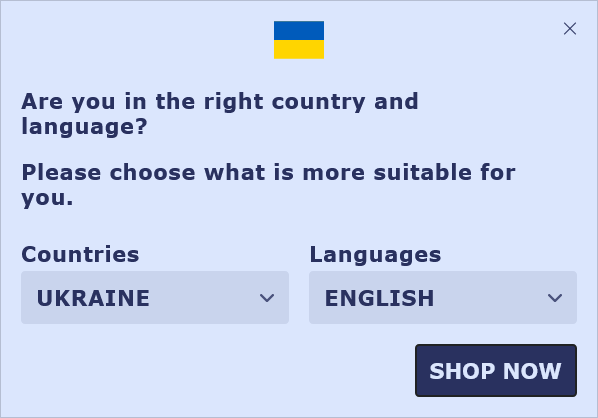 Are you in the right country and
language?
Please choose what is more suitable for
you.
Countries
Languages
UKRAINE
ENGLISH
SHOP NOW